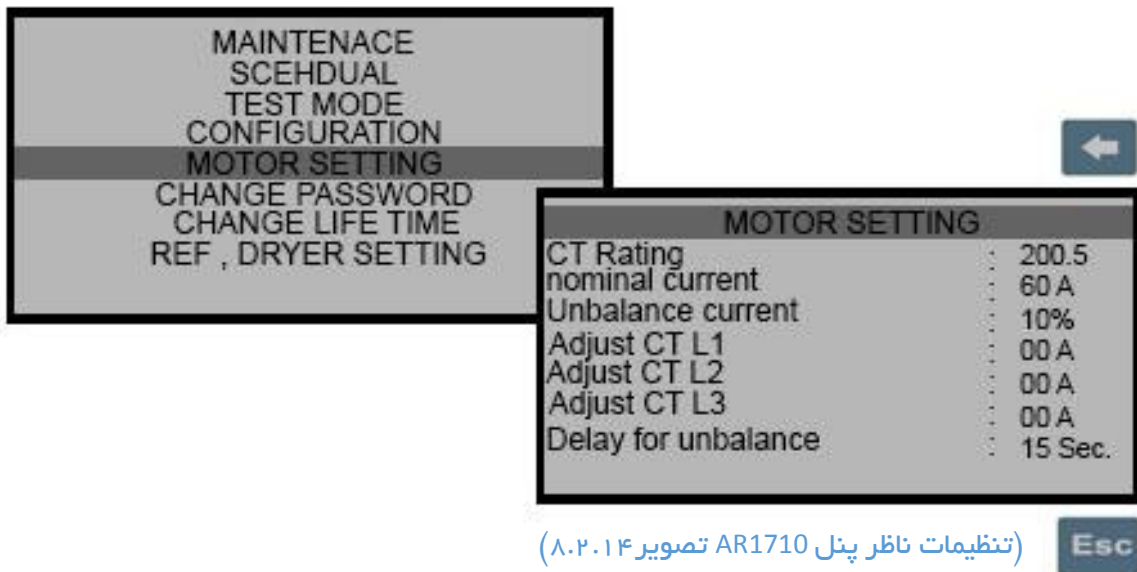 MAINTENACE
SCEHDUAL
TEST MODE
CONFIGURATION
MOTOR SETTING
CHANGE PASSWORD
CHANGE LIFE TIME
REF , DRYER SETTING
MOTOR SETTING
CT Rating : 200.5
nominal current : 60 A
Unbalance current : 10%
Adjust CT L1 : 00 A
Adjust CT L2 : 00 A
Adjust CT L3 : 00 A
Delay for unbalance : 15 Sec.
(تنظیمات ناظر پنل AR1710 تصویر۸.۲.۱۴)
Esc